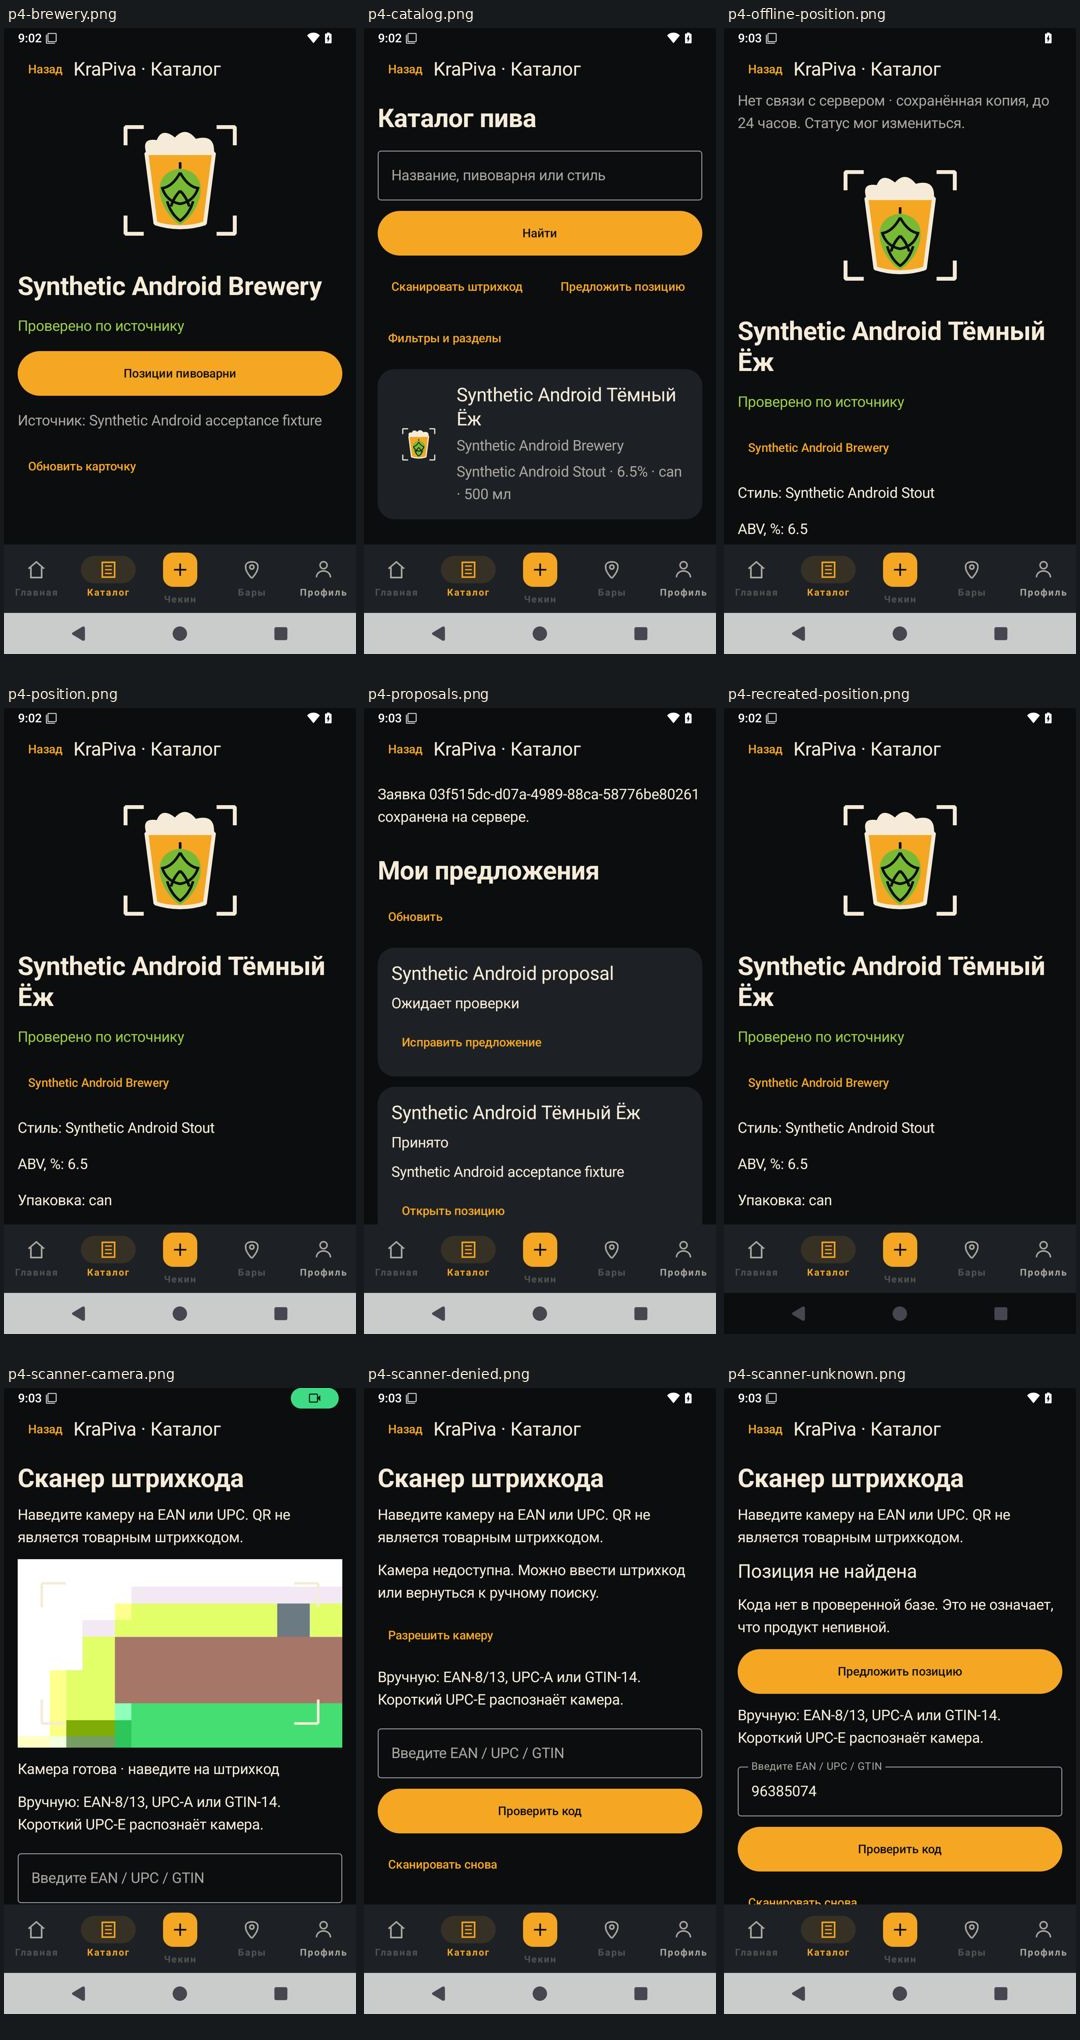 p4-brewery.png
9:02
Назад KraPiva · Каталог
Synthetic Android Brewery
Проверено по источнику
Позиции пивоварни
Источник: Synthetic Android acceptance fixture
Обновить карточку
Главная Каталог Чекин Бары Профиль
p4-catalog.png
9:02
Назад KraPiva · Каталог
Каталог пива
Название, пивоварня или стиль
Найти
Сканировать штрихкод Предложить позицию
Фильтры и разделы
Synthetic Android Тёмный
Ёж
Synthetic Android Brewery
Synthetic Android Stout · 6.5% · can
· 500 мл
Главная Каталог Чекин Бары Профиль
p4-offline-position.png
9:03
Назад KraPiva · Каталог
Нет связи с сервером · сохранённая копия, до
24 часов. Статус мог измениться.
Synthetic Android Тёмный
Ёж
Проверено по источнику
Synthetic Android Brewery
Стиль: Synthetic Android Stout
ABV, %: 6.5
Главная Каталог Чекин Бары Профиль
p4-position.png
9:02
Назад KraPiva · Каталог
Synthetic Android Тёмный
Ёж
Проверено по источнику
Synthetic Android Brewery
Стиль: Synthetic Android Stout
ABV, %: 6.5
Упаковка: can
Главная Каталог Чекин Бары Профиль
p4-proposals.png
9:03
Назад KraPiva · Каталог
Заявка 03f515dc-d07a-4989-88ca-58776be80261
сохранена на сервере.
Мои предложения
Обновить
Synthetic Android proposal
Ожидает проверки
Исправить предложение
Synthetic Android Тёмный Ёж
Принято
Synthetic Android acceptance fixture
Открыть позицию
Главная Каталог Чекин Бары Профиль
p4-recreated-position.png
9:02
Назад KraPiva · Каталог
Synthetic Android Тёмный
Ёж
Проверено по источнику
Synthetic Android Brewery
Стиль: Synthetic Android Stout
ABV, %: 6.5
Упаковка: can
Главная Каталог Чекин Бары Профиль
p4-scanner-camera.png
9:03
Назад KraPiva · Каталог
Сканер штрихкода
Наведите камеру на EAN или UPC. QR не
является товарным штрихкодом.
Камера готова · наведите на штрихкод
Вручную: EAN-8/13, UPC-A или GTIN-14.
Короткий UPC-E распознаёт камера.
Введите EAN / UPC / GTIN
Главная Каталог Чекин Бары Профиль
p4-scanner-denied.png
9:03
Назад KraPiva · Каталог
Сканер штрихкода
Наведите камеру на EAN или UPC. QR не
является товарным штрихкодом.
Камера недоступна. Можно ввести штрихкод
или вернуться к ручному поиску.
Разрешить камеру
Вручную: EAN-8/13, UPC-A или GTIN-14.
Короткий UPC-E распознаёт камера.
Введите EAN / UPC / GTIN
Проверить код
Сканировать снова
Главная Каталог Чекин Бары Профиль
p4-scanner-unknown.png
9:03
Назад KraPiva · Каталог
Сканер штрихкода
Наведите камеру на EAN или UPC. QR не
является товарным штрихкодом.
Позиция не найдена
Кода нет в проверенной базе. Это не означает,
что продукт непивной.
Предложить позицию
Вручную: EAN-8/13, UPC-A или GTIN-14.
Короткий UPC-E распознаёт камера.
Введите EAN / UPC / GTIN
96385074
Проверить код
Сканировать снова
Главная Каталог Чекин Бары Профиль